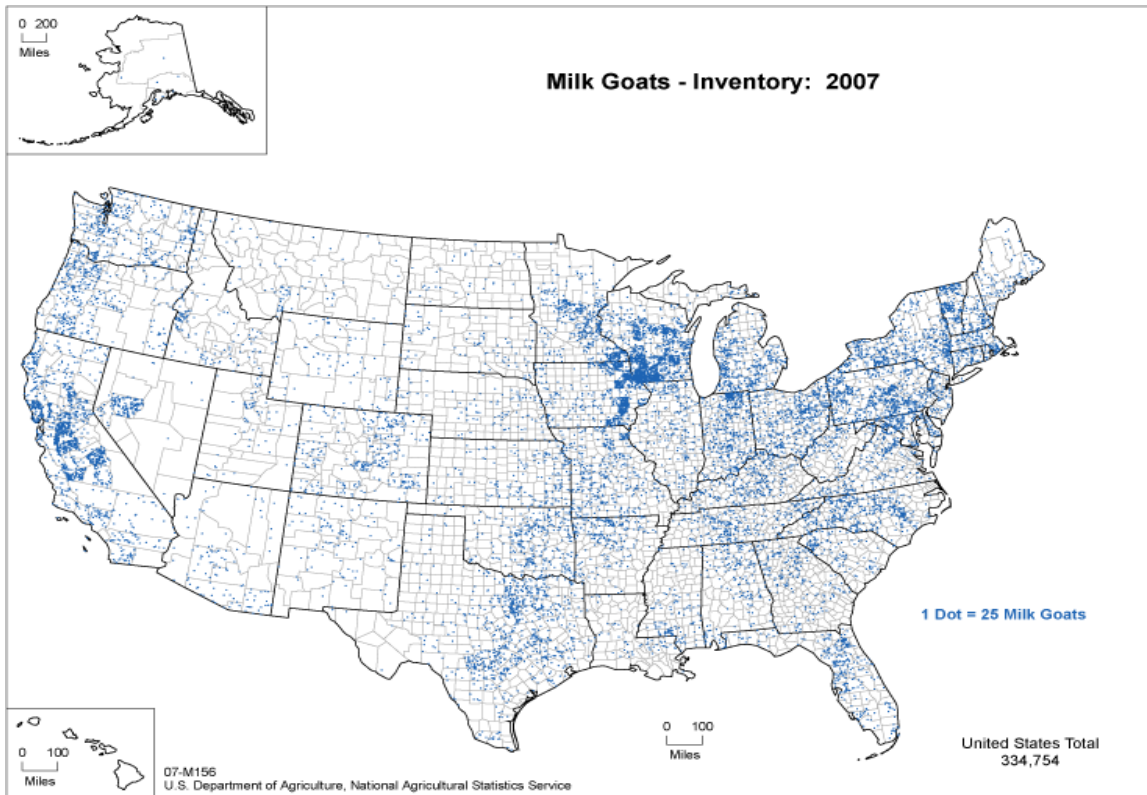 0 200
Miles
Milk Goats - Inventory: 2007
1 Dot = 25 Milk Goats
0 100
Miles
0 100
Miles
United States Total
334,754
07-M156
U.S. Department of Agriculture, National Agricultural Statistics Service